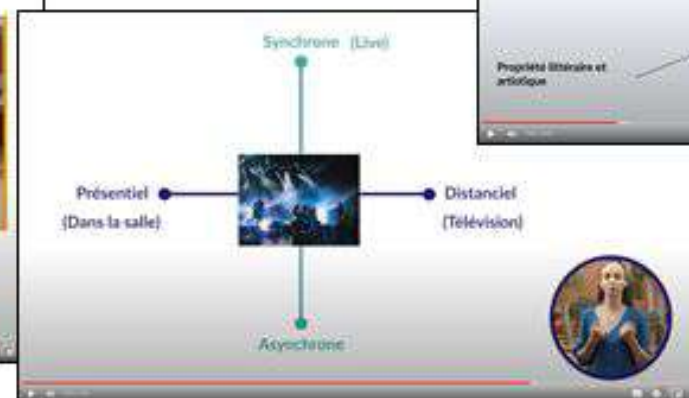 Synchrone (Live)
Propriété littéraire et
artistique
Présentiel
(Dans la salle)
Distanciel
(Télévision)
Asynchrone